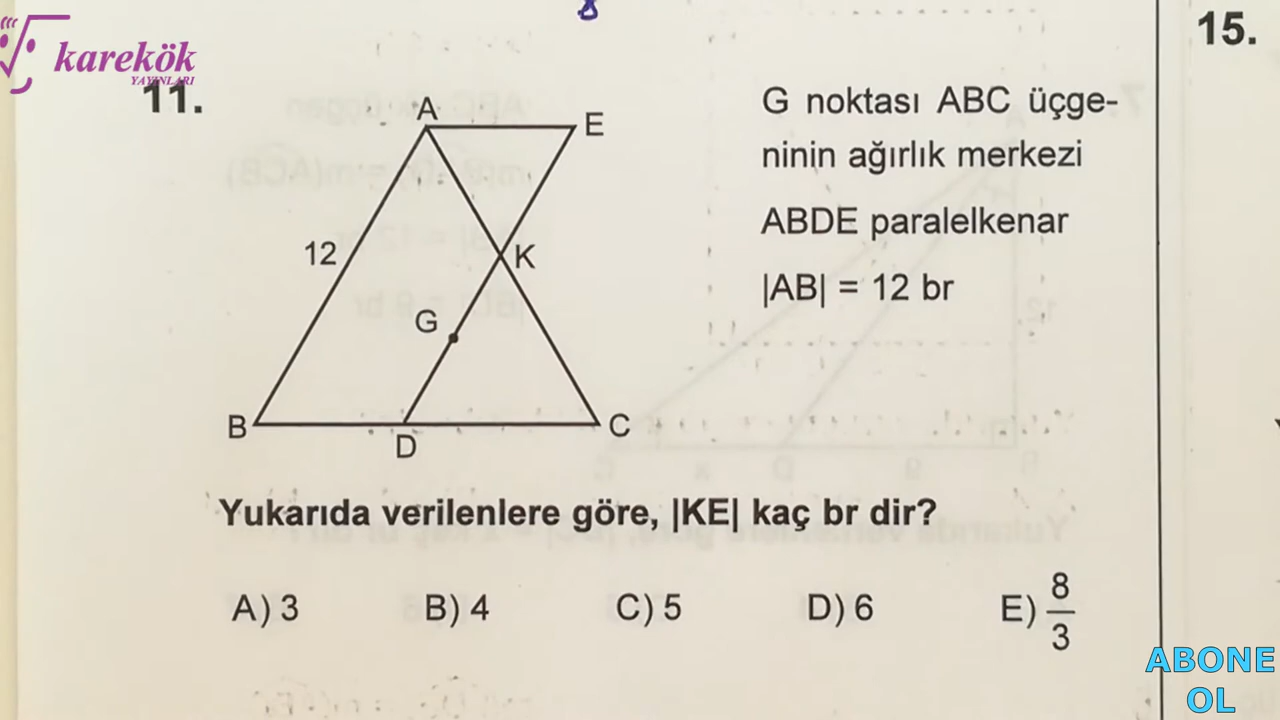 15.
karekök
YAYINLARI
11.
A
E
12
K
G
B
D
C
G noktası ABC üçge-
ninin ağırlık merkezi
ABDE paralelkenar
|AB| = 12 br
Yukarıda verilenlere göre, |KE| kaç br dir?
A) 3 B) 4 C) 5 D) 6 E) 8/3
ABONE
OL